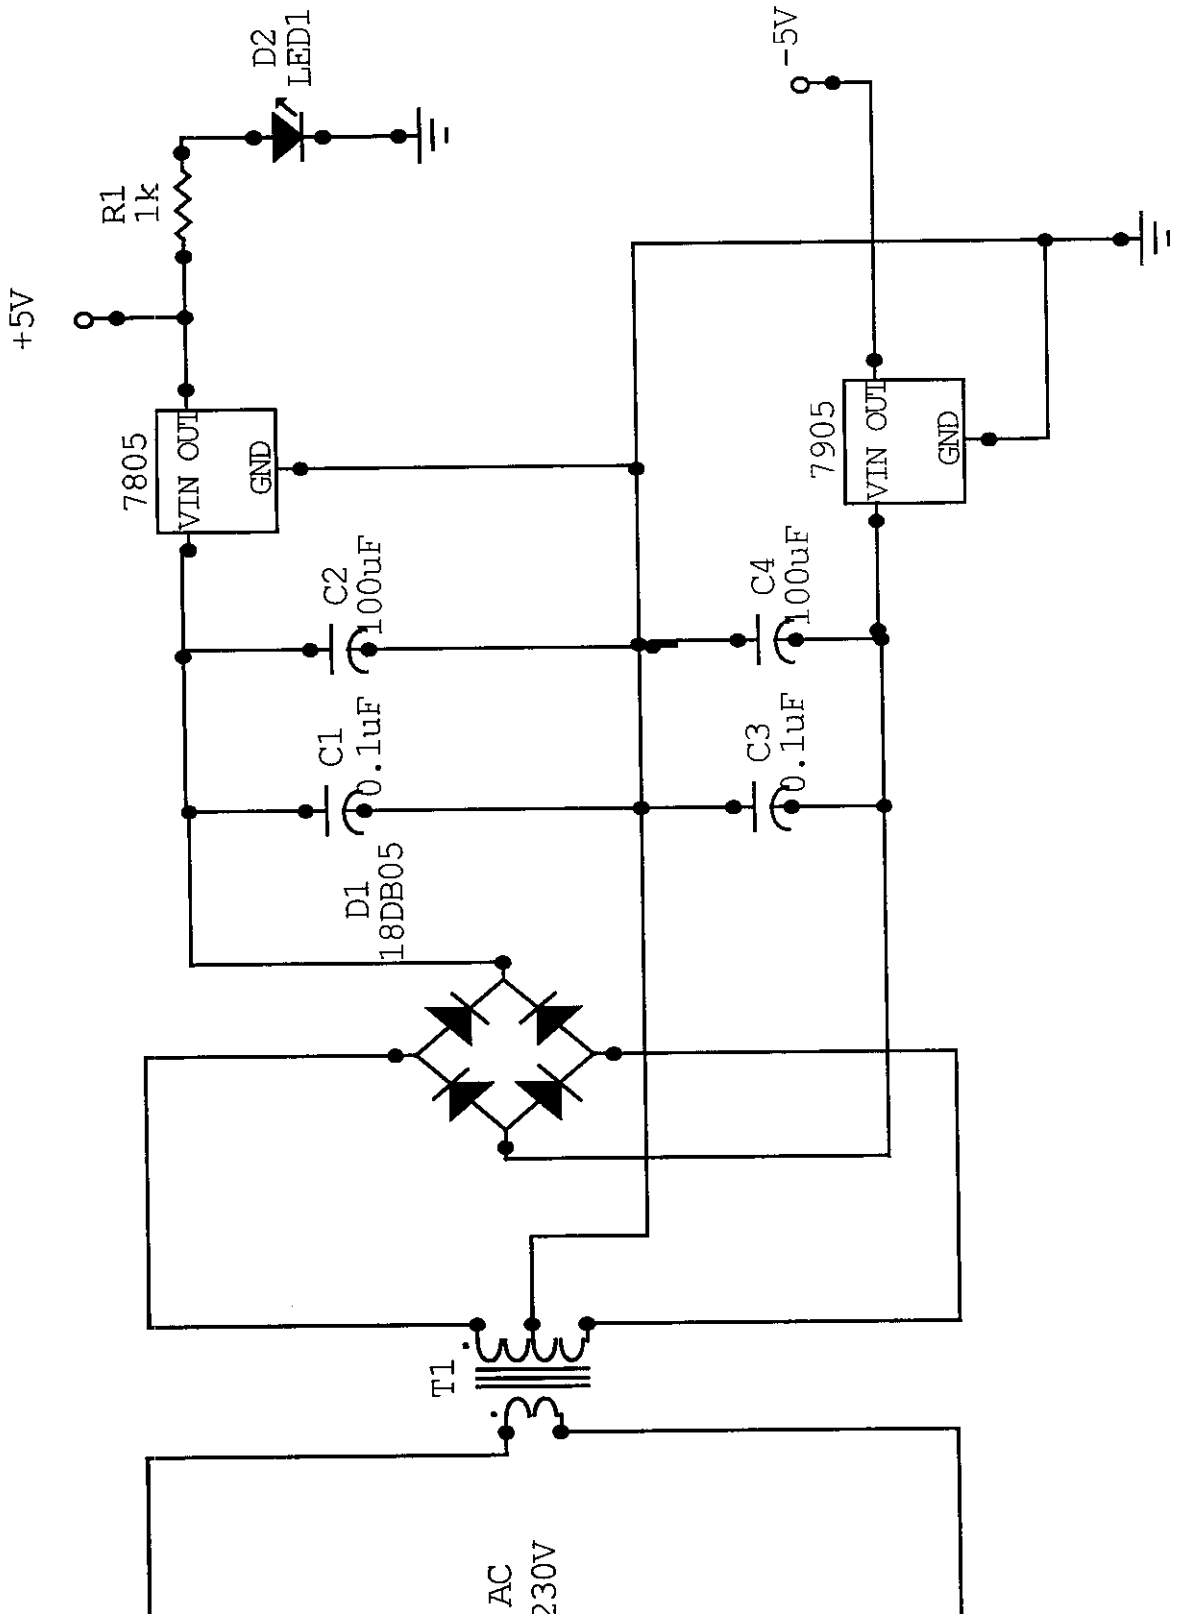 AC
230V
T1
D1
18DB05
C1
0.1uF
C2
100uF
C3
0.1uF
C4
100uF
7805
VIN OUT
GND
7905
VIN OUT
GND
+5V
R1
1k
D2
LED1
-5V